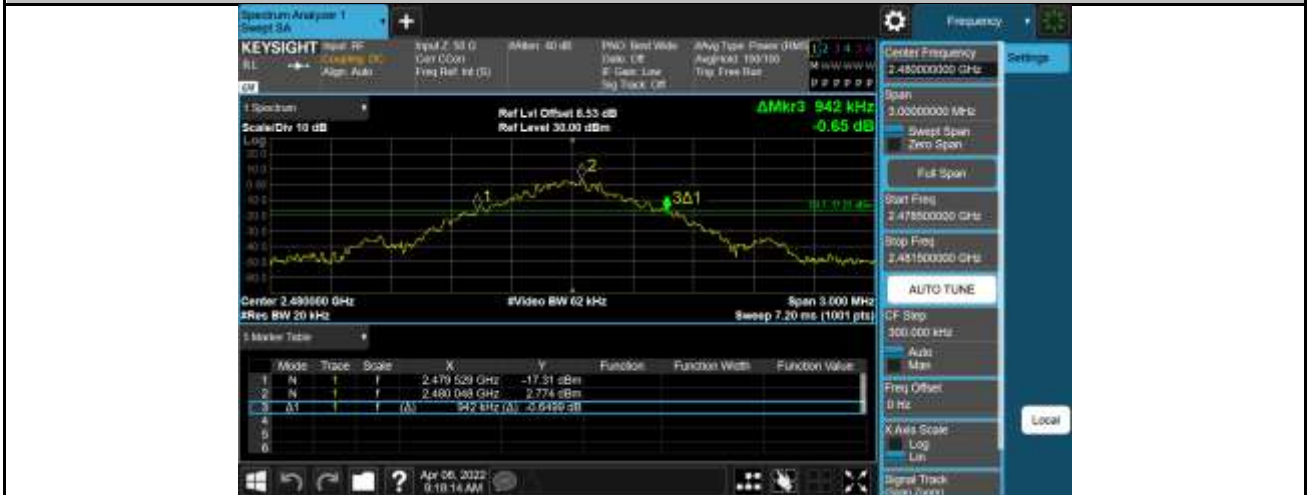 Spectrum Analyzer 1
Swept SA
+
Frequency
KEYSIGHT
Input: RF
Input Z: 50 Ω
#Atten: 40 dB
PNO: Best Wide
#Avg Type: Power (RMS)
1 2 3 4 5 6
RL
Coupling: DC
Corr CCorr
Gate: Off
Avg|Hold: 100/100
M W W W W W
Align: Auto
Freq Ref: Int (S)
IF Gain: Low
Trig: Free Run
Sig Track: Off
P P P P P P
1 Spectrum
Ref Lvl Offset 8.53 dB
ΔMkr3 942 kHz
Scale/Div 10 dB
Ref Level 30.00 dBm
-0.65 dB
Log
2
1
3Δ1
Center 2.480000 GHz
#Video BW 62 kHz
Span 3.000 MHz
#Res BW 20 kHz
Sweep 7.20 ms (1001 pts)
5 Marker Table
Mode Trace Scale X Y Function Function Width Function Value
1 N 1 f 2.479 529 GHz -17.31 dBm
2 N 1 f 2.480 048 GHz 2.774 dBm
3 Δ1 1 f (Δ) 942 kHz (Δ) -0.6499 dB
4
5
6
?
Apr 06, 2022
9:18:14 AM
Center Frequency
2.480000000 GHz
Settings
Span
3.00000000 MHz
Swept Span
Zero Span
Full Span
Start Freq
2.478500000 GHz
Stop Freq
2.481500000 GHz
AUTO TUNE
CF Step
300.000 kHz
Auto
Man
Freq Offset
0 Hz
X Axis Scale
Log
Lin
Local
Signal Track
(Span Zoom)